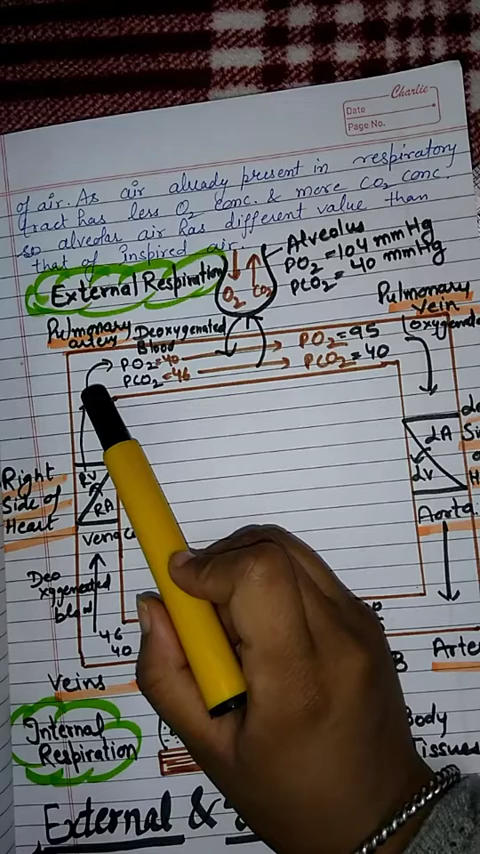 Charlie
Date
Page No.
of air. As air already present in respiratory
tract has less O2 conc. & more CO2 conc.
so alveolar air has different value than
that of inspired air.
External Respiration
O2 CO2
Alveolus
PO2 = 104 mmHg
PCO2 = 40 mmHg
Pulmonary artery
Deoxygenated Blood
Pulmonary vein
PO2 = 40
PCO2 = 46
PO2 = 95
PCO2 = 40
RV
RA
Right
Side of
Heart
LA
LV
Aorta
Deo
xygenated
blood
46
40
Veins
Internal
Respiration
Body
Tissues
External &